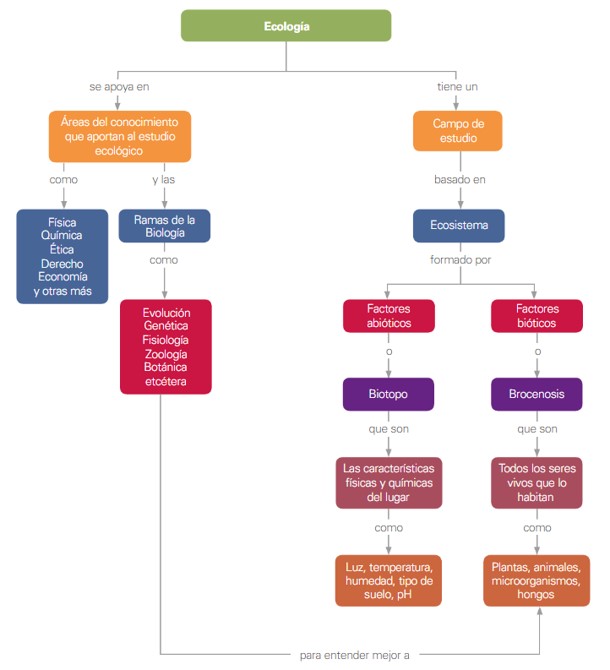 Ecología
se apoya en
tiene un
Áreas del conocimiento
que aportan al estudio
ecológico
Campo de
estudio
como
y las
basado en
Física
Química
Ética
Derecho
Economía
y otras más
Ramas de la
Biología
Ecosistema
como
formado por
Evolución
Genética
Fisiología
Zoología
Botánica
etcétera
Factores
abióticos
Factores
bióticos
o
o
Biotopo
Brocenosis
que son
que son
Las características
físicas y químicas
del lugar
Todos los seres
vivos que lo
habitan
como
como
Luz, temperatura,
humedad, tipo de
suelo, pH
Plantas, animales,
microorganismos,
hongos
para entender mejor a